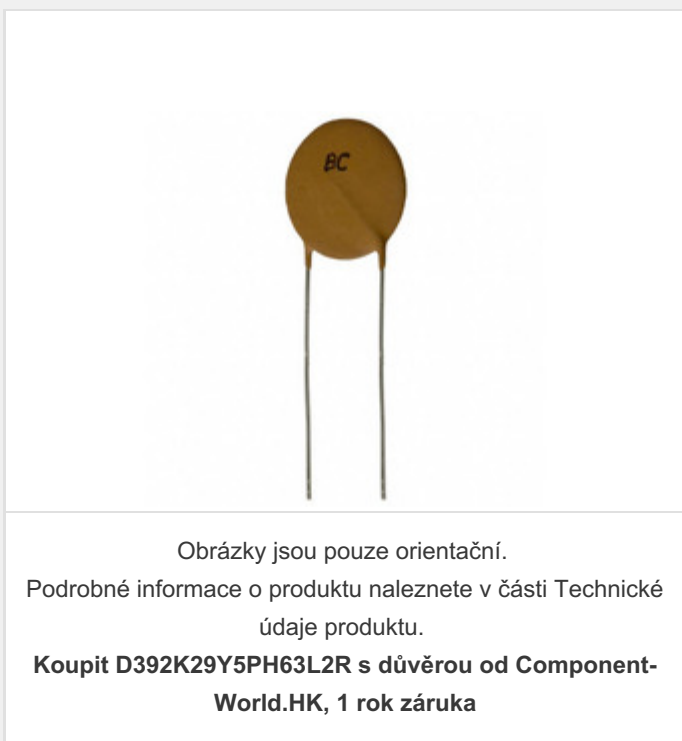 BC
Obrázky jsou pouze orientační.
Podrobné informace o produktu naleznete v části Technické
údaje produktu.
Koupit D392K29Y5PH63L2R s důvěrou od Component-
World.HK, 1 rok záruka